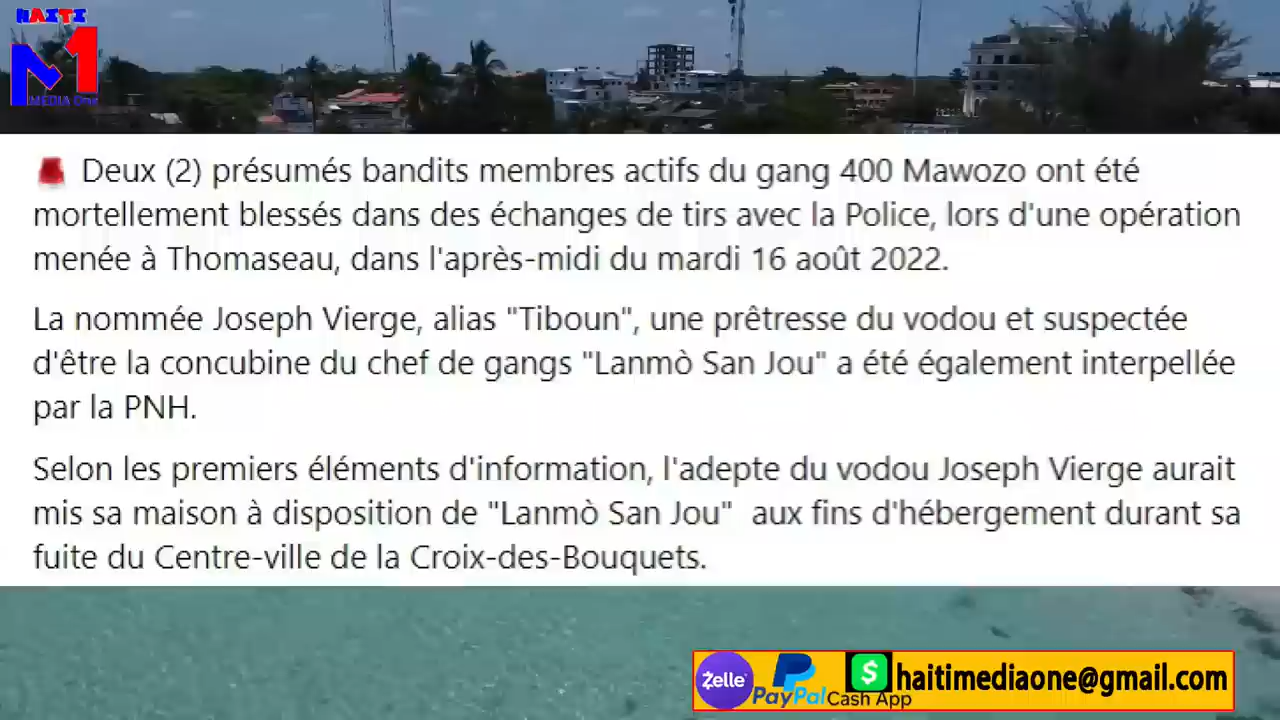 HAITI
M1
MEDIA One
Deux (2) présumés bandits membres actifs du gang 400 Mawozo ont été
mortellement blessés dans des échanges de tirs avec la Police, lors d'une opération
menée à Thomaseau, dans l'après-midi du mardi 16 août 2022.
La nommée Joseph Vierge, alias "Tiboun", une prêtresse du vodou et suspectée
d'être la concubine du chef de gangs "Lanmò San Jou" a été également interpellée
par la PNH.
Selon les premiers éléments d'information, l'adepte du vodou Joseph Vierge aurait
mis sa maison à disposition de "Lanmò San Jou" aux fins d'hébergement durant sa
fuite du Centre-ville de la Croix-des-Bouquets.
Zelle
PayPal
$
Cash App
haitimediaone@gmail.com